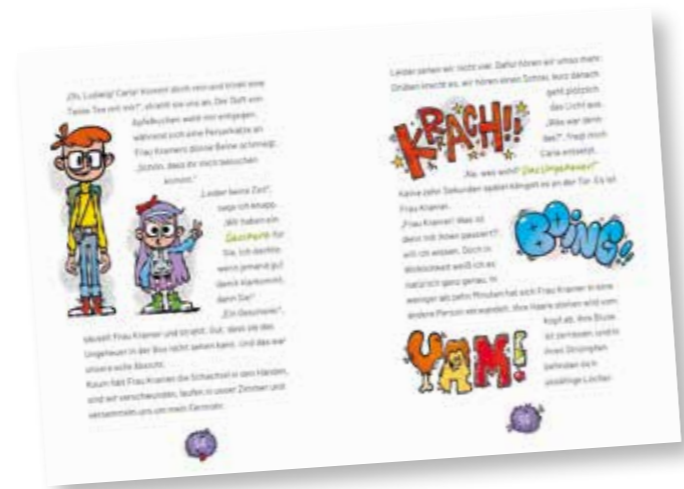 „Oh, Ludwig! Carla! Kommt doch rein und trinkt eine
Tasse Tee mit mir!“, strahlt sie uns an. Der Duft von
Apfelkuchen weht mir entgegen,
während sich eine Perserkatze an
Frau Kramers dünne Beine schmiegt.
„Schön, dass ihr mich besuchen
kommt.“
„Leider keine Zeit“,
sage ich knapp.
„Wir haben ein
Geschenk für
Sie. Ich dachte,
wenn jemand gut
damit klarkommt,
dann Sie!“
„Ein Geschenk“,
Frau Kramer und strahlt. Gut, dass sie das
Ungeheuer in der Box nicht sehen kann. Und das war
unsere volle Absicht.
Kaum hält Frau Kramer die Schachtel in den Händen,
sind wir verschwunden, laufen in unser Zimmer und
versammeln uns um mein Fernrohr.
Leider sehen wir nicht viel. Dafür hören wir umso mehr:
Drüben kracht es, wir hören einen Schrei, kurz danach
geht plötzlich
das Licht aus.
„Was war denn
das?“, fragt mich
Carla entsetzt.
KRACH!!
„Na, was wohl? Das Ungeheuer!“
Keine zehn Sekunden später klingelt es an der Tür. Es ist
Frau Kramer.
„Frau Kramer! Was ist
denn mit Ihnen passiert?“,
will ich wissen. Doch in
Wirklichkeit weiß ich es
natürlich ganz genau. In
BOING!!
weniger als zehn Minuten hat sich Frau Kramer in eine
andere Person verwandelt. Ihre Haare stehen wild vom
Kopf ab, ihre Bluse
ist zerrissen, und in
ihren Strümpfen
befinden sich
unzählige Löcher.
YAM!